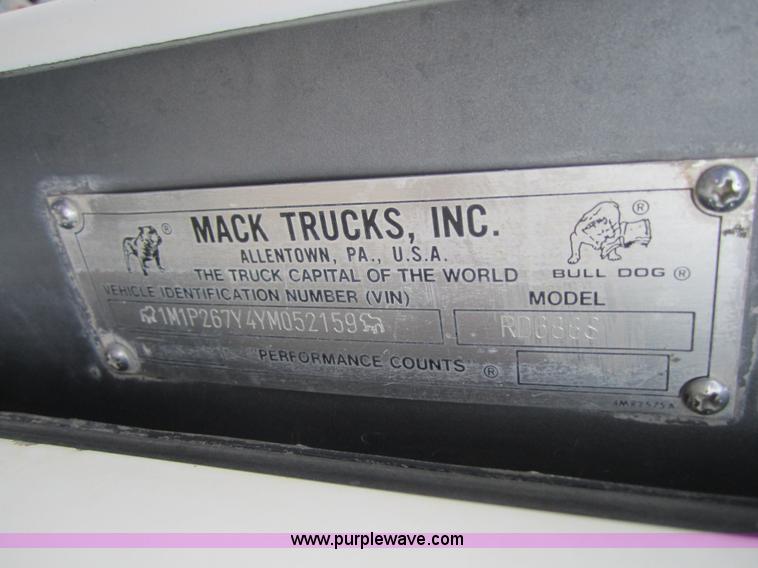 MACK TRUCKS, INC.
ALLENTOWN, PA., U.S.A.
THE TRUCK CAPITAL OF THE WORLD
BULL DOG ®
VEHICLE IDENTIFICATION NUMBER (VIN)
MODEL
1M1P267Y4YM052159
PERFORMANCE COUNTS ®
www.purplewave.com